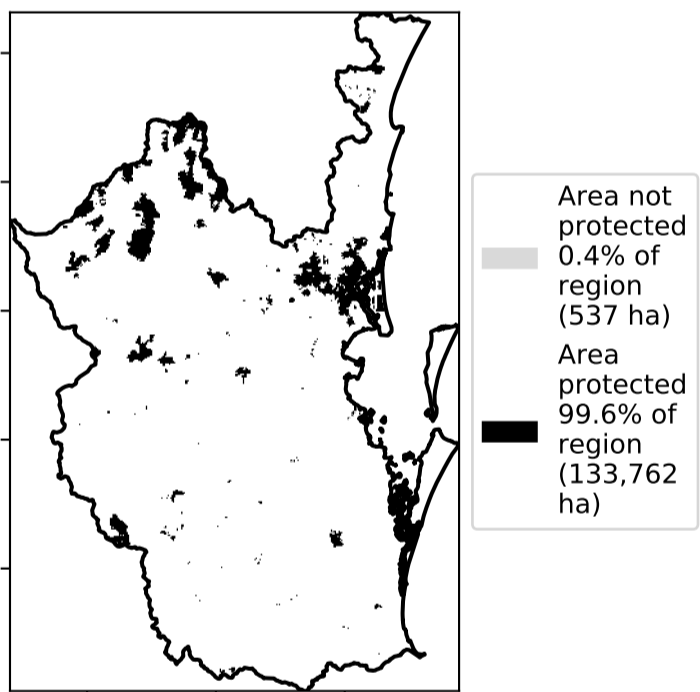 Area not
protected
0.4% of
region
(537 ha)
Area
protected
99.6% of
region
(133,762
ha)